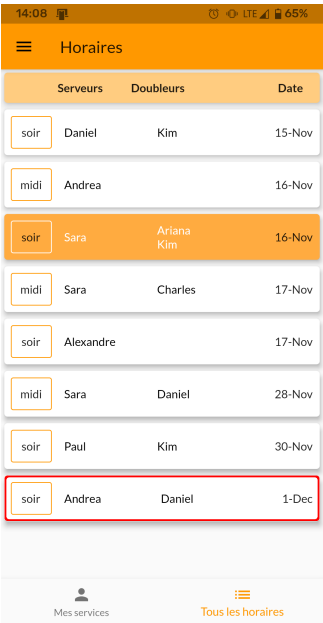 14:08 LTE 65%
Horaires
Serveurs Doubleurs Date
soir Daniel Kim 15-Nov
midi Andrea 16-Nov
soir Sara Ariana Kim 16-Nov
midi Sara Charles 17-Nov
soir Alexandre 17-Nov
midi Sara Daniel 28-Nov
soir Paul Kim 30-Nov
soir Andrea Daniel 1-Dec
Mes services Tous les horaires